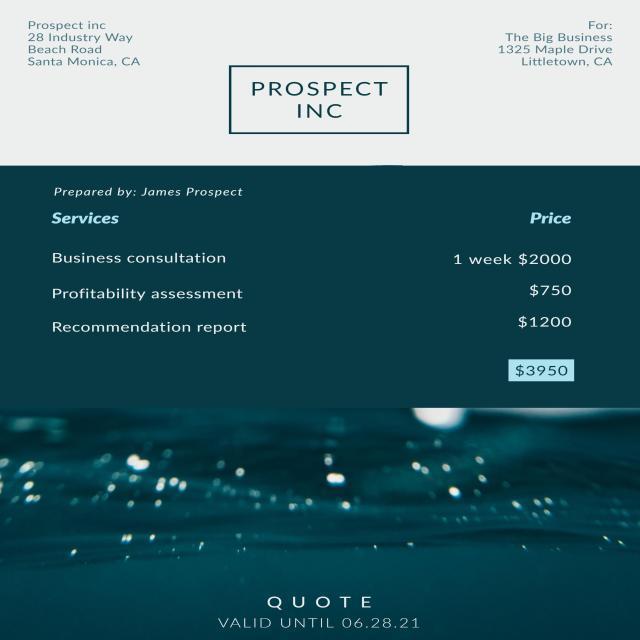 Prospect inc
28 Industry Way
Beach Road
Santa Monica, CA
For:
The Big Business
1325 Maple Drive
Littletown, CA
PROSPECT
INC
Prepared by: James Prospect
Services Price
Business consultation 1 week $2000
Profitability assessment $750
Recommendation report $1200
$3950
QUOTE
VALID UNTIL 06.28.21